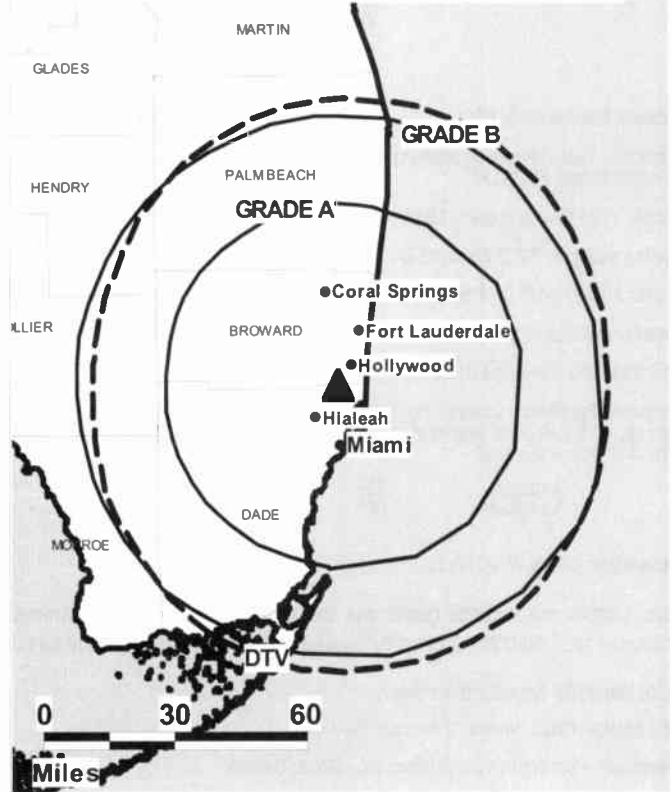 MARTIN
GLADES
GRADE B
PALM BEACH
HENDRY
GRADE A
Coral Springs
OLLIER
BROWARD
Fort Lauderdale
Hollywood
Hialeah
Miami
DADE
MONROE
DTV
0 30 60
Miles